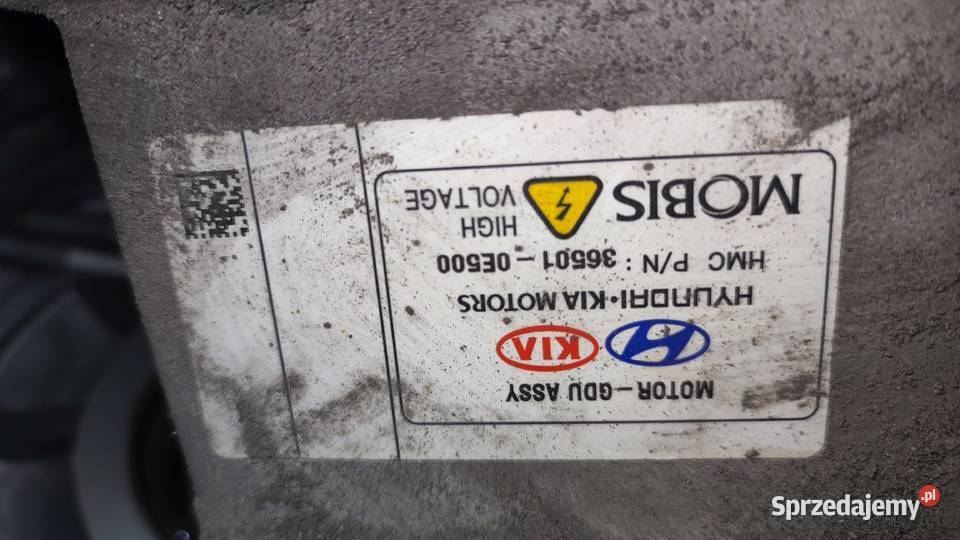 MOTOR-GDU ASSY
KIA
HYUNDAI·KIA MOTORS
HMC P/N : 36501-0E500
MOBIS HIGH VOLTAGE
Sprzedajemy.pl